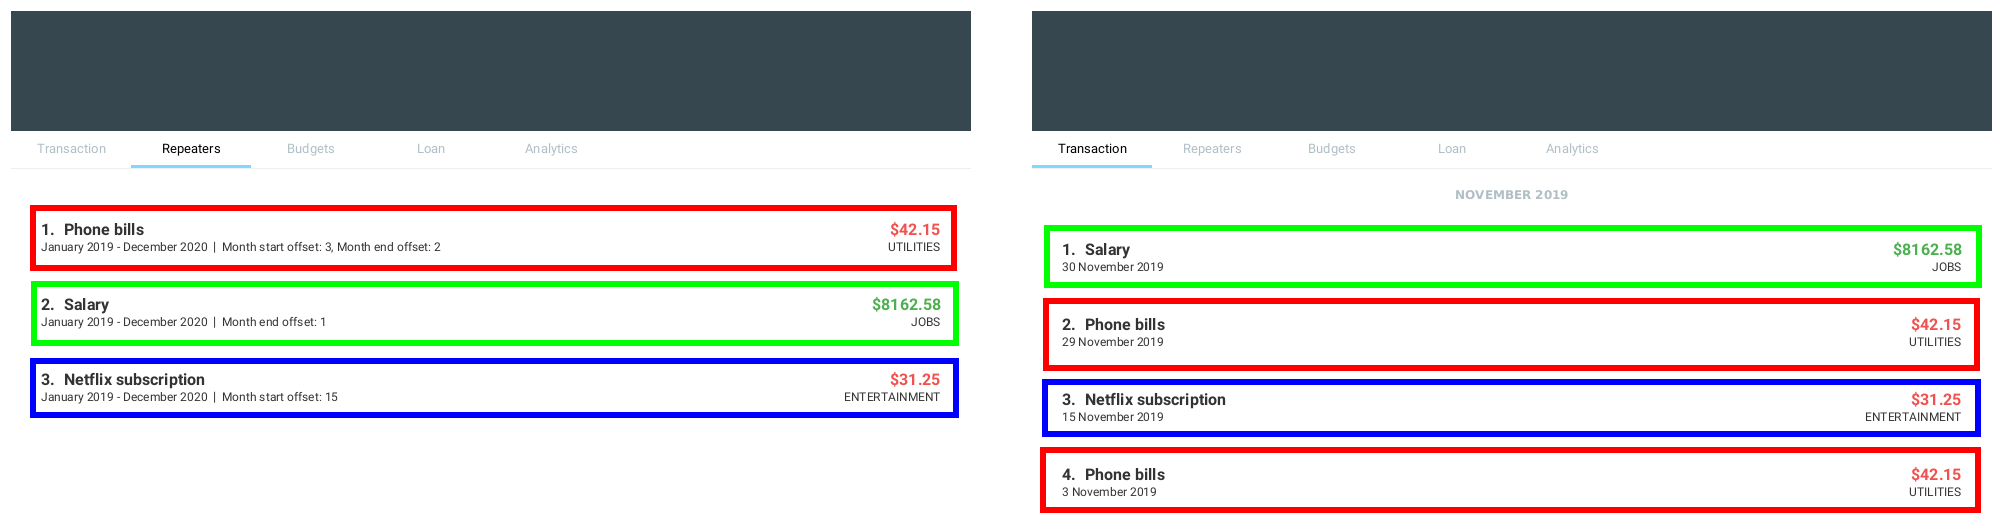 Transaction Repeaters Budgets Loan Analytics
1. Phone bills $42.15
January 2019 - December 2020 | Month start offset: 3, Month end offset: 2 UTILITIES
2. Salary $8162.58
January 2019 - December 2020 | Month end offset: 1 JOBS
3. Netflix subscription $31.25
January 2019 - December 2020 | Month start offset: 15 ENTERTAINMENT
Transaction Repeaters Budgets Loan Analytics
NOVEMBER 2019
1. Salary $8162.58
30 November 2019 JOBS
2. Phone bills $42.15
29 November 2019 UTILITIES
3. Netflix subscription $31.25
15 November 2019 ENTERTAINMENT
4. Phone bills $42.15
3 November 2019 UTILITIES